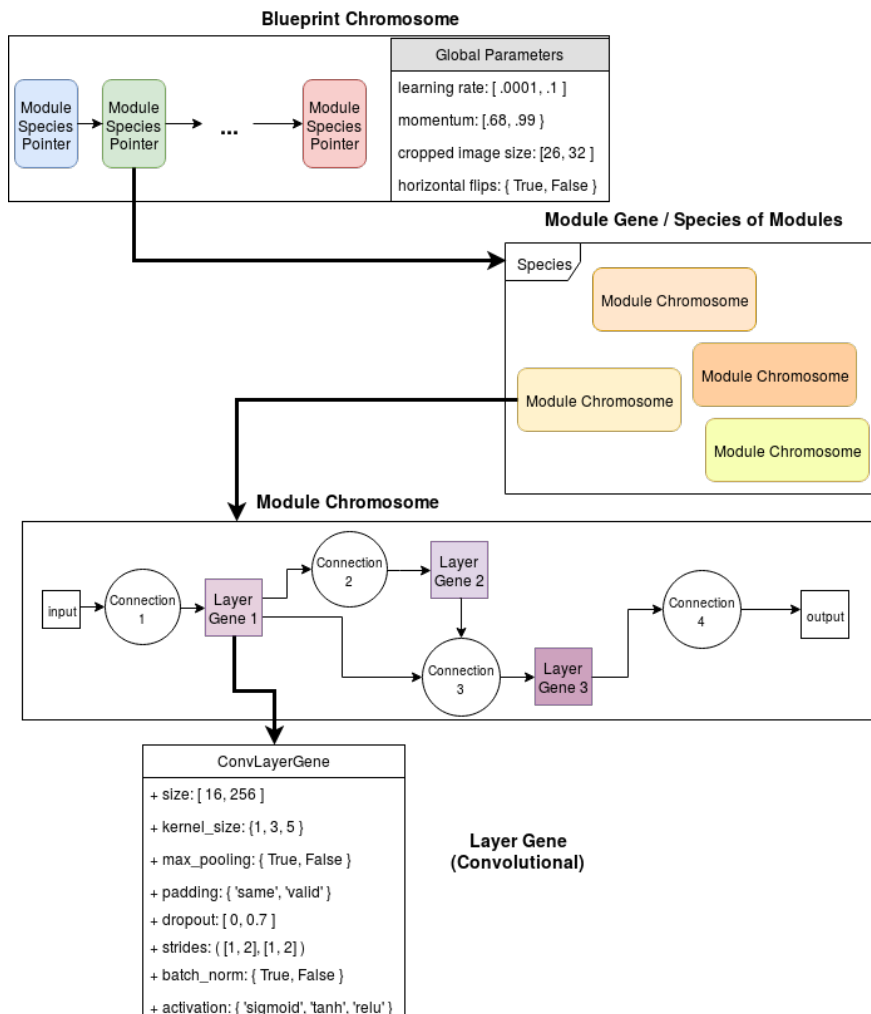 Blueprint Chromosome
Module
Species
Pointer
Module
Species
Pointer
...
Module
Species
Pointer
Global Parameters
learning rate: [ .0001, .1 ]
momentum: [.68, .99 }
cropped image size: [26, 32 ]
horizontal flips: { True, False }
Module Gene / Species of Modules
Species
Module Chromosome
Module Chromosome
Module Chromosome
Module Chromosome
Module Chromosome
input
Connection
1
Layer
Gene 1
Connection
2
Layer
Gene 2
Connection
3
Layer
Gene 3
Connection
4
output
ConvLayerGene
+ size: [ 16, 256 ]
+ kernel_size: {1, 3, 5 }
+ max_pooling: { True, False }
+ padding: { 'same', 'valid' }
+ dropout: [ 0, 0.7 ]
+ strides: ( [1, 2], [1, 2] )
+ batch_norm: { True, False }
+ activation: { 'sigmoid', 'tanh', 'relu' }
Layer Gene
(Convolutional)